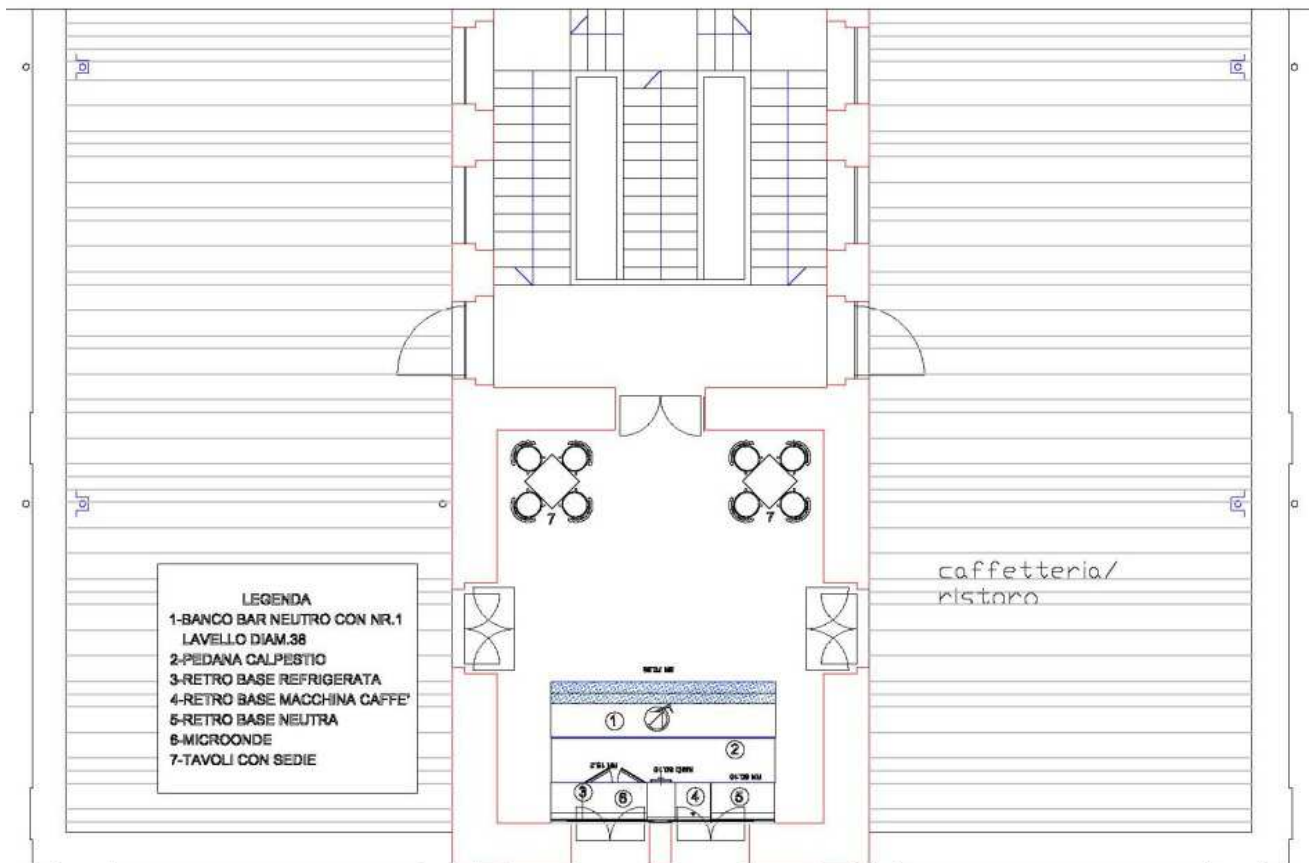 7
7
caffetteria/
ristoro
LEGENDA
1-BANCO BAR NEUTRO CON NR.1
LAVELLO DIAM.38
2-PEDANA CALPESTIO
3-RETRO BASE REFRIGERATA
4-RETRO BASE MACCHINA CAFFE'
5-RETRO BASE NEUTRA
6-MICROONDE
7-TAVOLI CON SEDIE
1
2
3
6
4
5